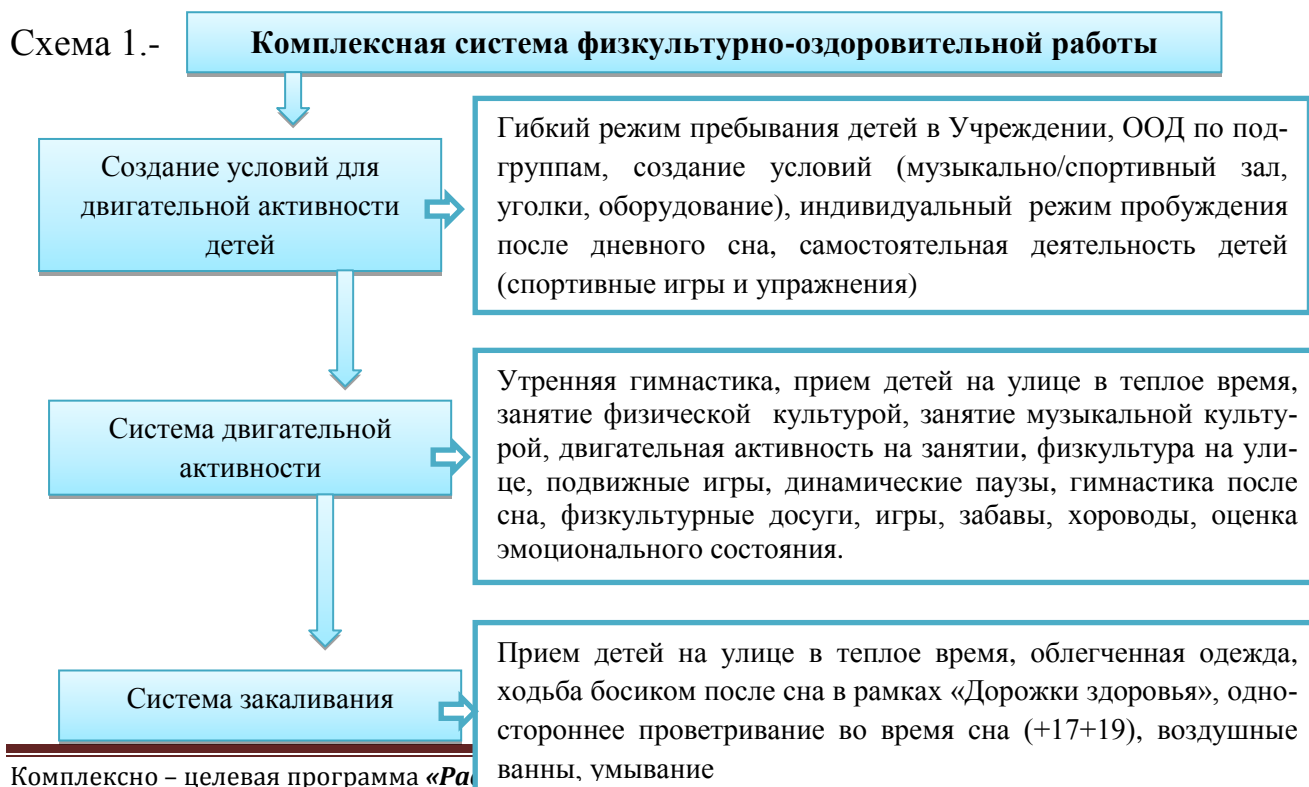 Схема 1.-
Комплексная система физкультурно-оздоровительной работы
Создание условий для
двигательной активности
детей
Гибкий режим пребывания детей в Учреждении, ООД по под-
группам, создание условий (музыкально/спортивный зал,
уголки, оборудование), индивидуальный режим пробуждения
после дневного сна, самостоятельная деятельность детей
(спортивные игры и упражнения)
Система двигательной
активности
Утренняя гимнастика, прием детей на улице в теплое время,
занятие физической культурой, занятие музыкальной культу-
рой, двигательная активность на занятии, физкультура на ули-
це, подвижные игры, динамические паузы, гимнастика после
сна, физкультурные досуги, игры, забавы, хороводы, оценка
эмоционального состояния.
Система закаливания
Прием детей на улице в теплое время, облегченная одежда,
ходьба босиком после сна в рамках «Дорожки здоровья», одно-
стороннее проветривание во время сна (+17+19), воздушные
ванны, умывание
Комплексно – целевая программа